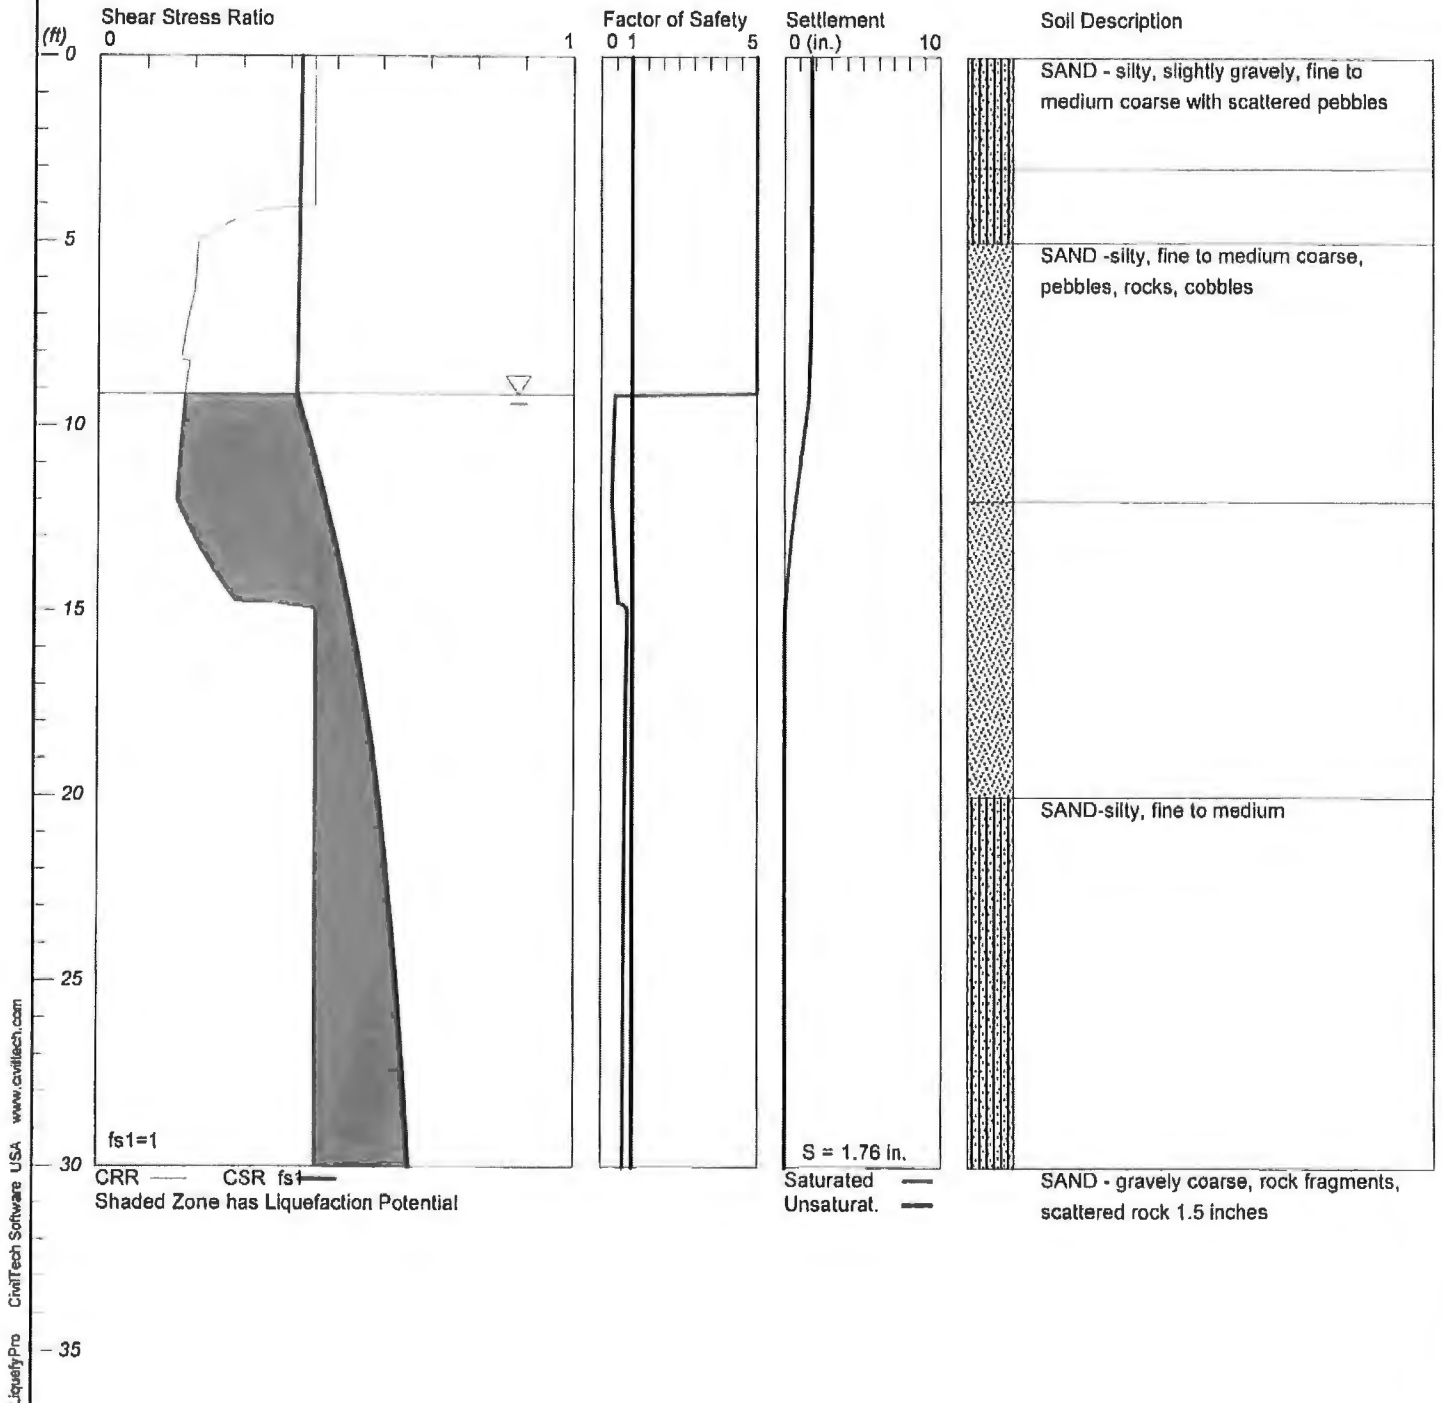 Shear Stress Ratio
Factor of Safety
Settlement
Soil Description
(ft)
0
1
0 1
5
0 (in.)
10
0
SAND - silty, slightly gravely, fine to
medium coarse with scattered pebbles
5
SAND -silty, fine to medium coarse,
pebbles, rocks, cobbles
10
15
20
SAND-silty, fine to medium
25
fs1=1
S = 1.76 in.
30
CRR
CSR fs1
Shaded Zone has Liquefaction Potential
Saturated
Unsaturat.
SAND - gravely coarse, rock fragments,
scattered rock 1.5 inches
35
LiquefyPro CivilTech Software USA www.civiltech.com